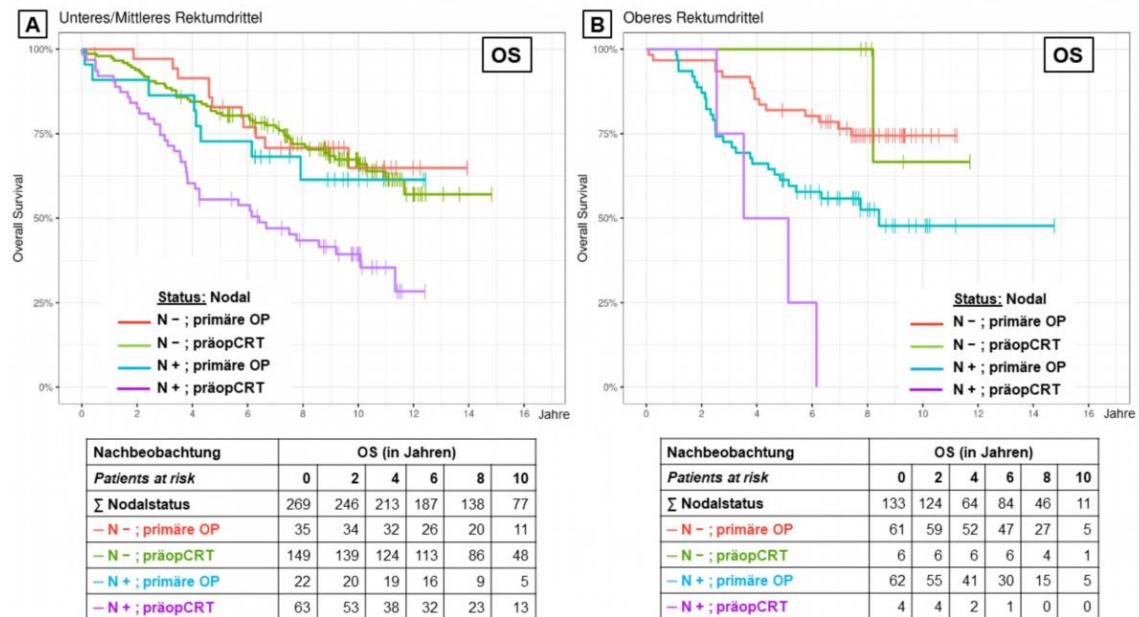 A Unteres/Mittleres Rektumdrittel
OS
Overall Survival
100%
75%
50%
25%
0%
Status: Nodal
N − ; primäre OP
N − ; präopCRT
N + ; primäre OP
N + ; präopCRT
0 2 4 6 8 10 12 14 16 Jahre
Nachbeobachtung OS (in Jahren)
Patients at risk 0 2 4 6 8 10
∑ Nodalstatus 269 246 213 187 138 77
— N − ; primäre OP 35 34 32 26 20 11
— N − ; präopCRT 149 139 124 113 86 48
— N + ; primäre OP 22 20 19 16 9 5
— N + ; präopCRT 63 53 38 32 23 13
B Oberes Rektumdrittel
OS
Overall Survival
100%
75%
50%
25%
0%
Status: Nodal
N − ; primäre OP
N − ; präopCRT
N + ; primäre OP
N + ; präopCRT
0 2 4 6 8 10 12 14 16 Jahre
Nachbeobachtung OS (in Jahren)
Patients at risk 0 2 4 6 8 10
∑ Nodalstatus 133 124 64 84 46 11
— N − ; primäre OP 61 59 52 47 27 5
— N − ; präopCRT 6 6 6 6 4 1
— N + ; primäre OP 62 55 41 30 15 5
— N + ; präopCRT 4 4 2 1 0 0